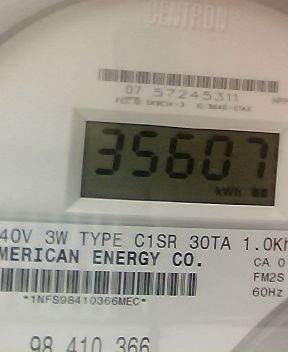 CENTRON®
07 57245311
35607
kWh
40V 3W TYPE C1SR 30TA 1.0Kh
MERICAN ENERGY CO.
CA 0
FM2S
60Hz
*1NFS98410366MEC*
98 410 366